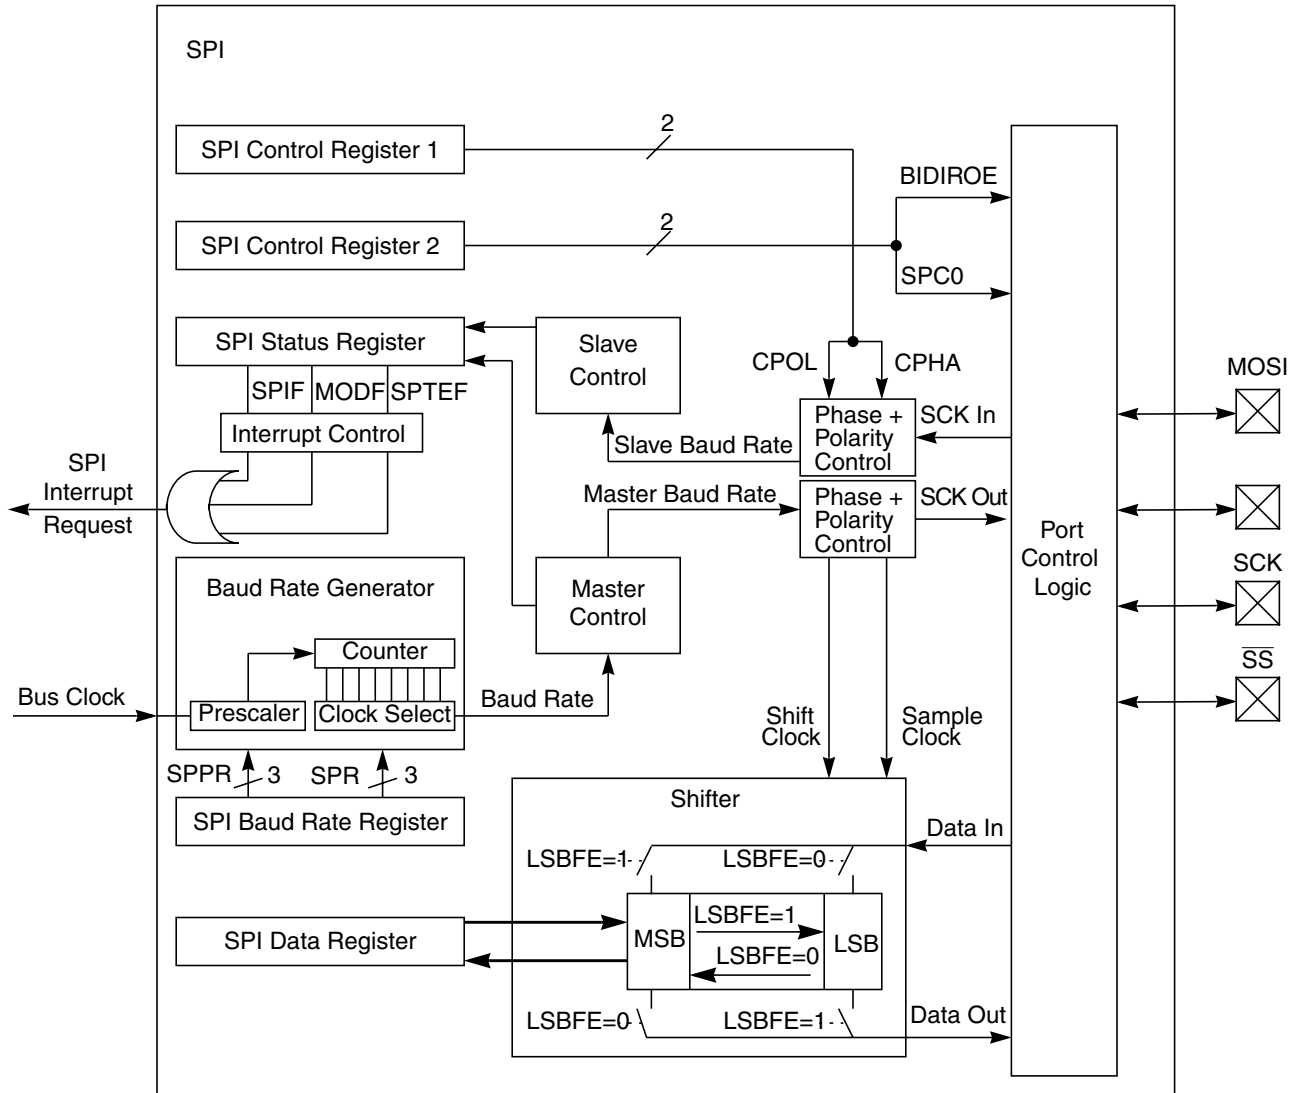 SPI
SPI Control Register 1
2
BIDIROE
SPI Control Register 2
2
SPC0
SPI Status Register
Slave
Control
CPOL
CPHA
MOSI
SPIF
MODF
SPTEF
Interrupt Control
Phase +
Polarity
Control
SCK In
Slave Baud Rate
SPI
Interrupt
Request
Master Baud Rate
Phase +
Polarity
Control
SCK Out
Port
Control
Logic
SCK
Baud Rate Generator
Master
Control
Counter
SS
Bus Clock
Prescaler
Clock Select
Baud Rate
Shift
Clock
Sample
Clock
SPPR
3
SPR
3
SPI Baud Rate Register
Shifter
Data In
LSBFE=1
LSBFE=0
SPI Data Register
MSB
LSBFE=1
LSBFE=0
LSB
LSBFE=0
LSBFE=1
Data Out